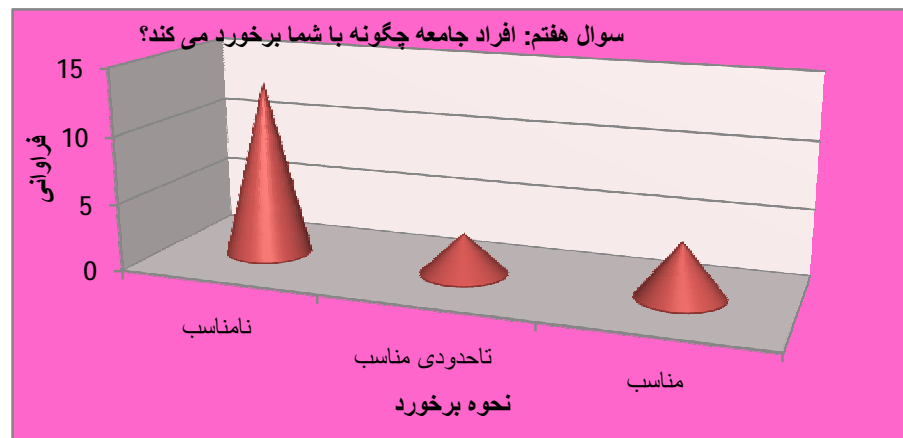 سوال هفتم: افراد جامعه چگونه با شما برخورد می کند؟
15
10
5
0
فراوانی
نامناسب
تاحدودی مناسب
مناسب
نحوه برخورد